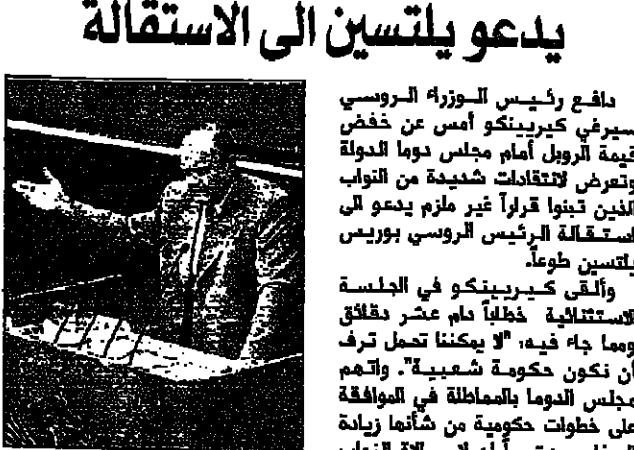 يدعو يلتسين الى الاستقالة
دافع رئيس الوزراء الروسي
سيرغي كيريينكو أمس عن خفض
قيمة الروبل أمام مجلس دوما الدولة
وتعرض لانتقادات شديدة من النواب
الذين تبنوا قراراً غير ملزم يدعو الى
استقالة الرئيس الروسي بوريس
يلتسين طوعاً.
وألقى كيريينكو في الجلسة
الاستثنائية خطاباً دام عشر دقائق
ومما جاء فيه: "لا يمكننا تحمل ترف
أن نكون حكومة شعبية". واتهم
مجلس الدوما بالمماطلة في الموافقة
على خطوات حكومية من شأنها زيادة